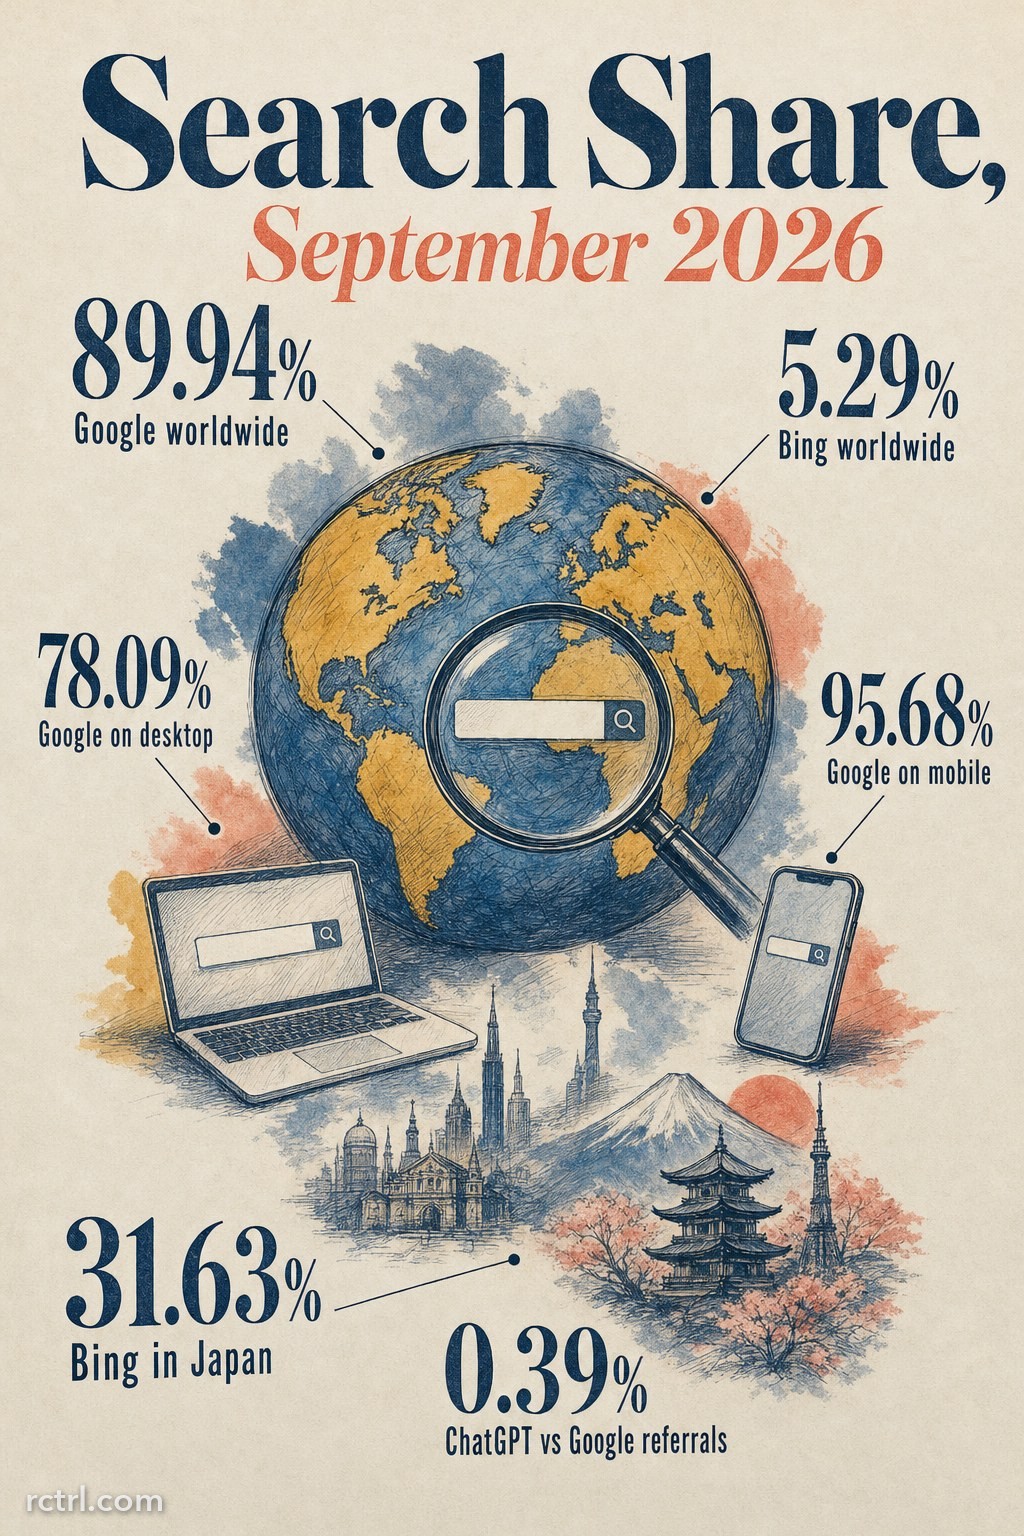 Search Share,
September 2026
89.94%
Google worldwide
5.29%
Bing worldwide
78.09%
Google on desktop
95.68%
Google on mobile
31.63%
Bing in Japan
0.39%
ChatGPT vs Google referrals
rctrl.com